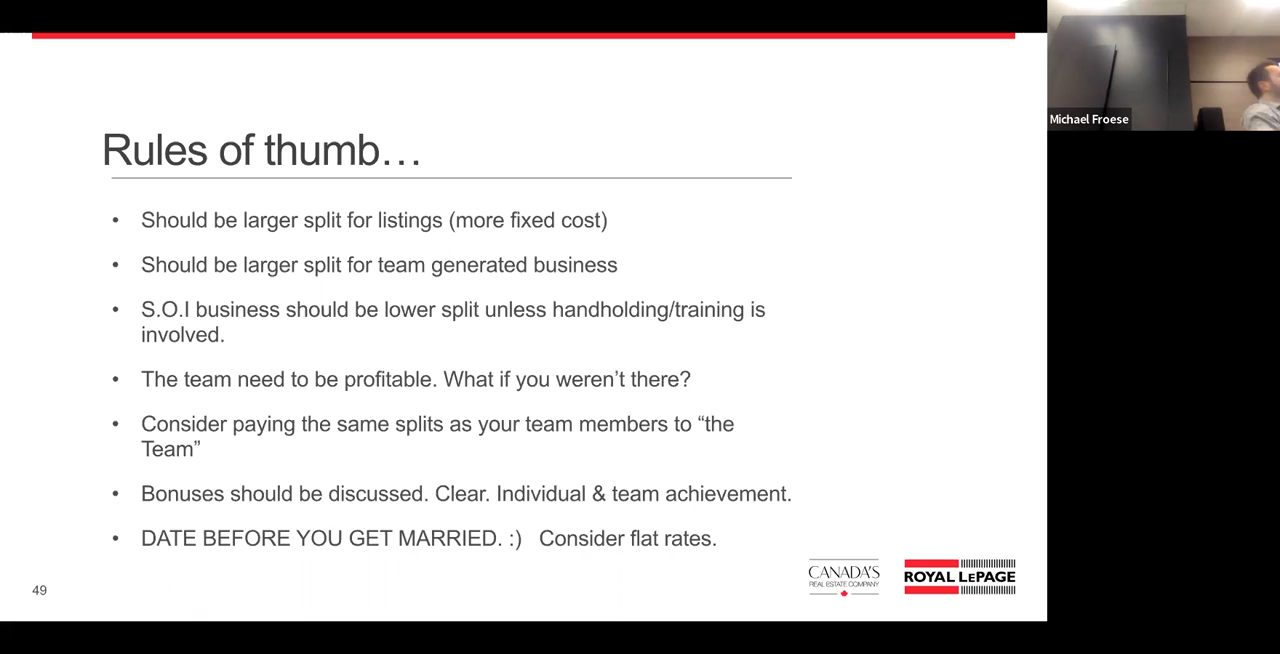 Rules of thumb…
• Should be larger split for listings (more fixed cost)
• Should be larger split for team generated business
• S.O.I business should be lower split unless handholding/training is
involved.
• The team need to be profitable. What if you weren’t there?
• Consider paying the same splits as your team members to “the
Team”
• Bonuses should be discussed. Clear. Individual & team achievement.
• DATE BEFORE YOU GET MARRIED. :) Consider flat rates.
49
CANADA'S
REAL ESTATE COMPANY
ROYAL LEPAGE
Michael Froese